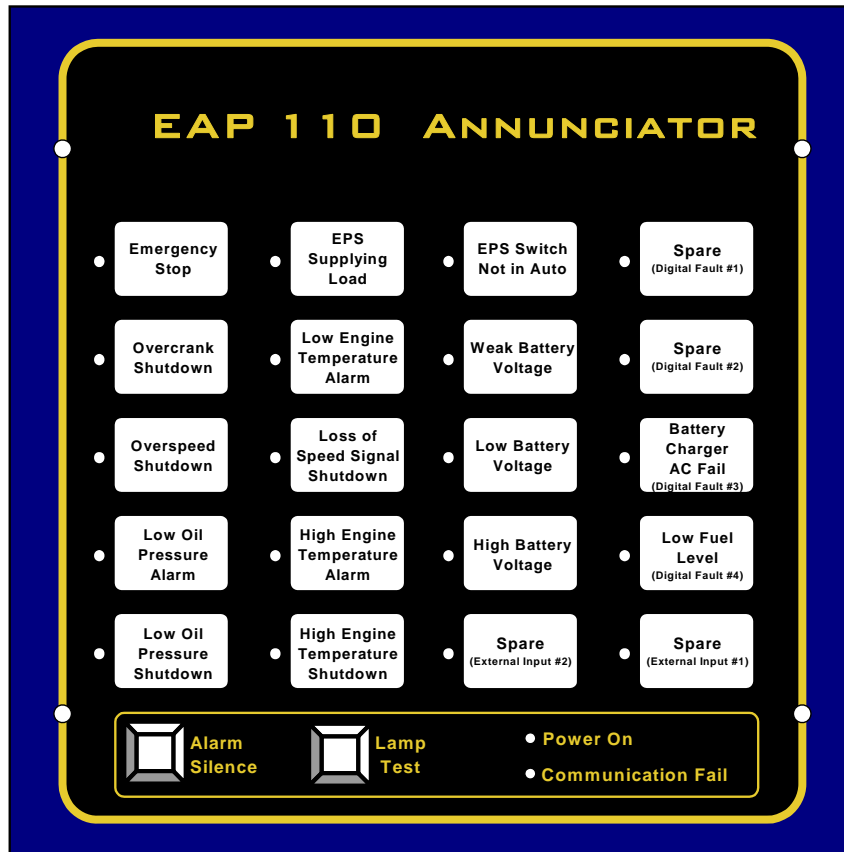 EAP 110 ANNUNCIATOR
Emergency
Stop
EPS
Supplying
Load
EPS Switch
Not in Auto
Spare
(Digital Fault #1)
Overcrank
Shutdown
Low Engine
Temperature
Alarm
Weak Battery
Voltage
Spare
(Digital Fault #2)
Overspeed
Shutdown
Loss of
Speed Signal
Shutdown
Low Battery
Voltage
Battery
Charger
AC Fail
(Digital Fault #3)
Low Oil
Pressure
Alarm
High Engine
Temperature
Alarm
High Battery
Voltage
Low Fuel
Level
(Digital Fault #4)
Low Oil
Pressure
Shutdown
High Engine
Temperature
Shutdown
Spare
(External Input #2)
Spare
(External Input #1)
Alarm
Silence
Lamp
Test
Power On
Communication Fail